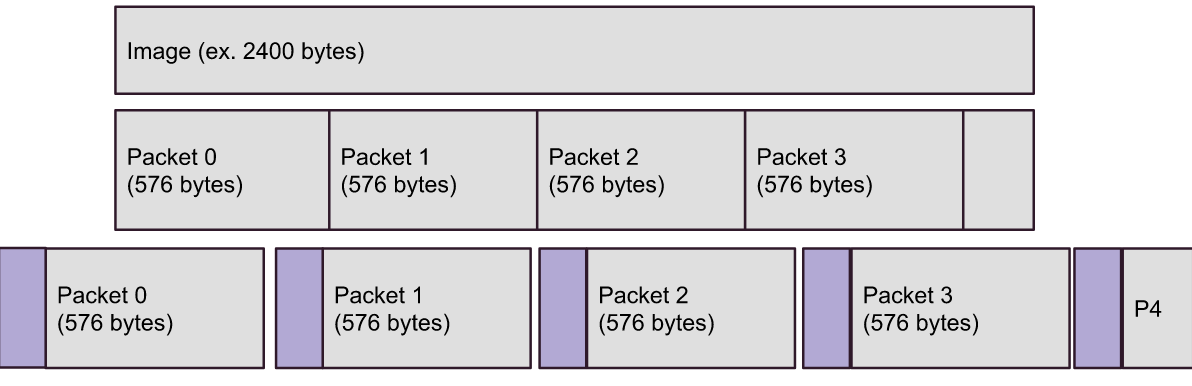 Image (ex. 2400 bytes)
Packet 0
(576 bytes)
Packet 1
(576 bytes)
Packet 2
(576 bytes)
Packet 3
(576 bytes)
Packet 0
(576 bytes)
Packet 1
(576 bytes)
Packet 2
(576 bytes)
Packet 3
(576 bytes)
P4